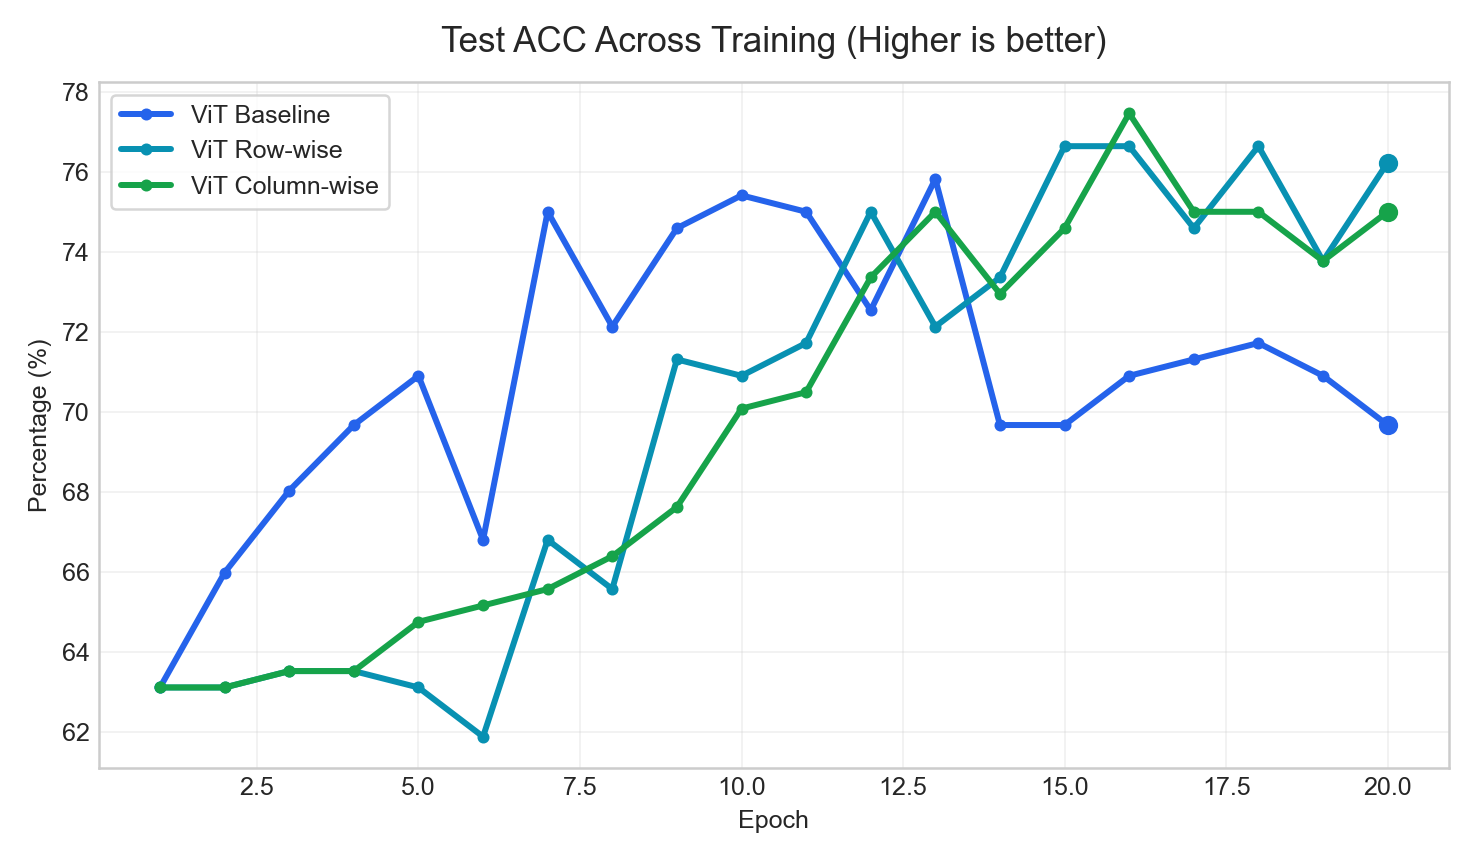 Test ACC Across Training (Higher is better)
ViT Baseline
ViT Row-wise
ViT Column-wise
Percentage (%)
78
76
74
72
70
68
66
64
62
2.5 5.0 7.5 10.0 12.5 15.0 17.5 20.0
Epoch